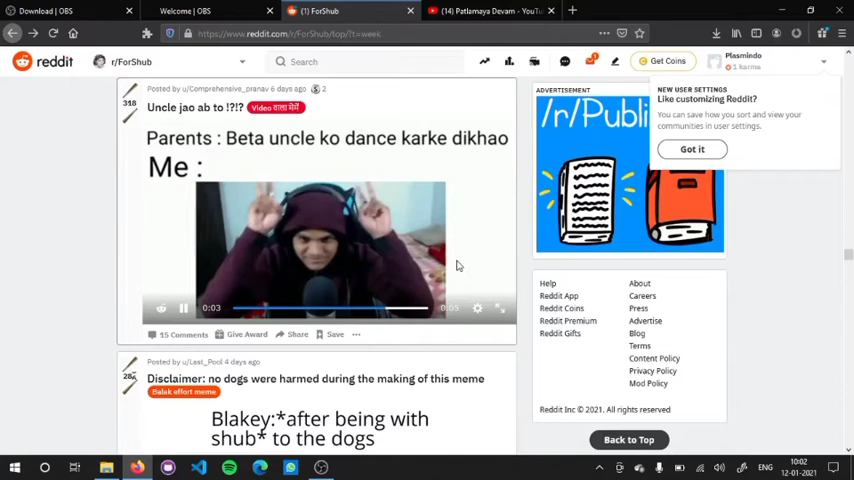 Download | OBS
Welcome | OBS
(1) ForShub
(14) Patlamaya Devam - YouT
https://www.reddit.com/r/ForShub/top/?t=week
reddit
r/ForShub
Search
Get Coins
Plasmindo
1 karma
NEW USER SETTINGS
Like customizing Reddit?
You can save how you sort and view your
communities in user settings.
Got it
318
Posted by u/Comprehensive_pranav 6 days ago
2
Uncle jao ab to !?!?
Video वाला मेमें
Parents : Beta uncle ko dance karke dikhao
Me :
0:03
0:05
15 Comments
Give Award
Share
Save
Posted by u/Last_Pool 4 days ago
Disclaimer: no dogs were harmed during the making of this meme
Balak effort meme
Blakey:*after being with
shub* to the dogs
ADVERTISEMENT
/r/Publi
Help
About
Reddit App
Careers
Reddit Coins
Press
Reddit Premium
Advertise
Reddit Gifts
Blog
Terms
Content Policy
Privacy Policy
Mod Policy
Reddit Inc © 2021. All rights reserved
Back to Top
ENG
10:02
12-01-2021